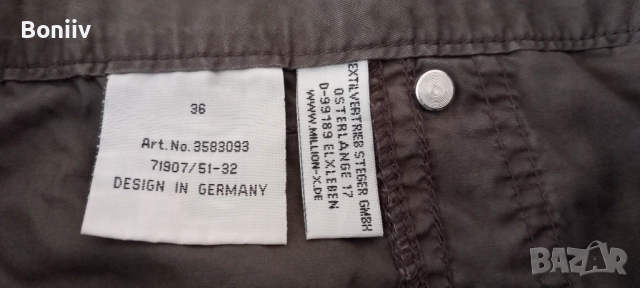 Boniiv
36
Art.No.3583093
71907/51-32
DESIGN IN GERMANY
EXTILVERTRIEB STEGER GMBH
OSTERLANGE 17
D-99189 ELXLEBEN
WWW.MILLION-X.DE
BAZAR